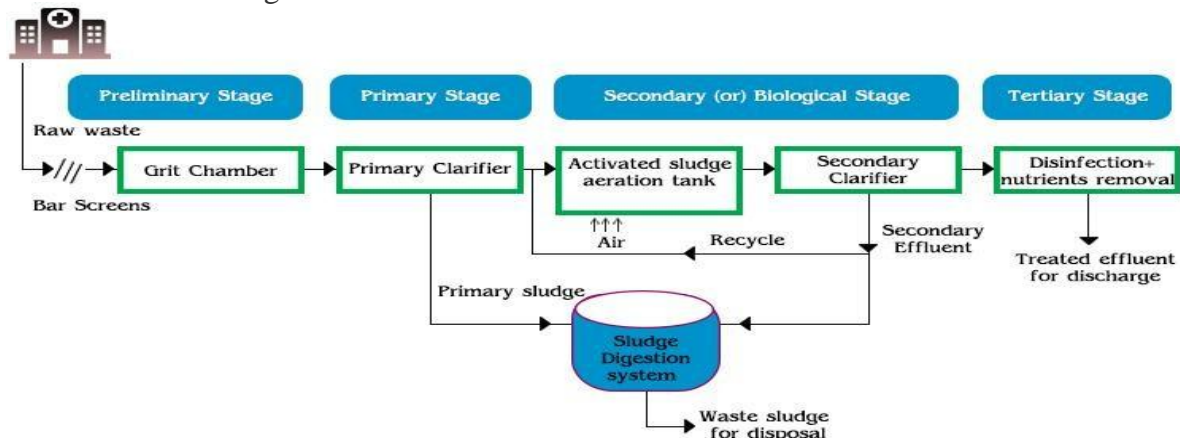 Preliminary Stage
Primary Stage
Secondary (or) Biological Stage
Tertiary Stage
Raw waste
Bar Screens
Grit Chamber
Primary Clarifier
Activated sludge
aeration tank
Secondary
Clarifier
Disinfection+
nutrients removal
Air
Recycle
Secondary
Effluent
Treated effluent
for discharge
Primary sludge
Sludge
Digestion
system
Waste sludge
for disposal